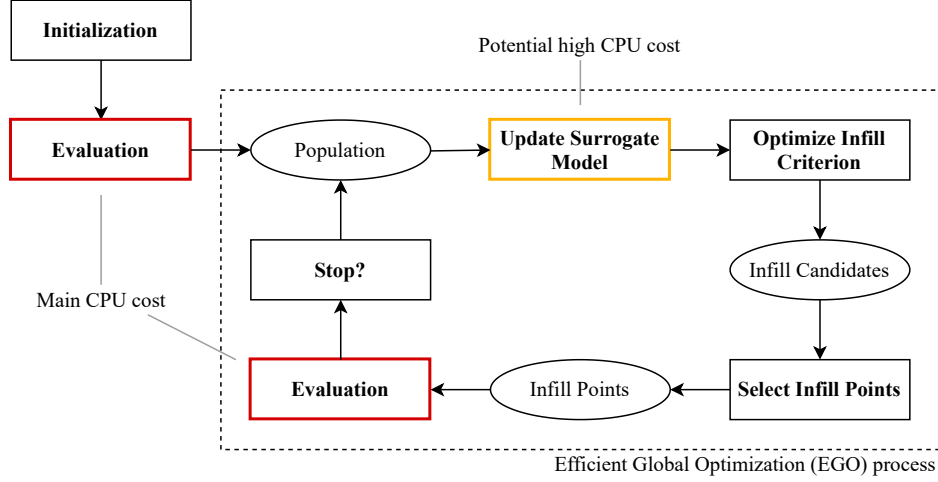 Initialization
Potential high CPU cost
Evaluation
Population
Update Surrogate
Model
Optimize Infill
Criterion
Stop?
Infill Candidates
Main CPU cost
Evaluation
Infill Points
Select Infill Points
Efficient Global Optimization (EGO) process